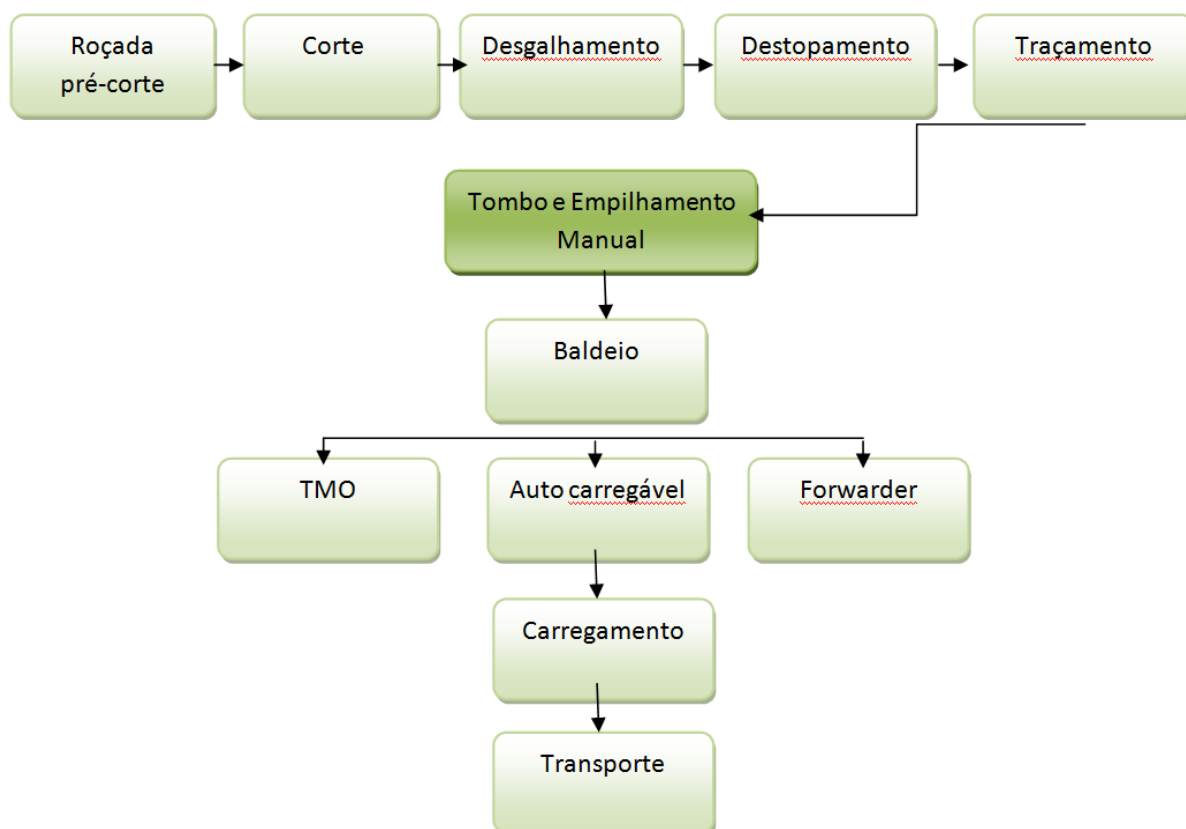 Roçada
pré-corte
Corte
Desgalhamento
Destopamento
Traçamento
Tombo e Empilhamento
Manual
Baldeio
TMO
Auto carregável
Forwarder
Carregamento
Transporte